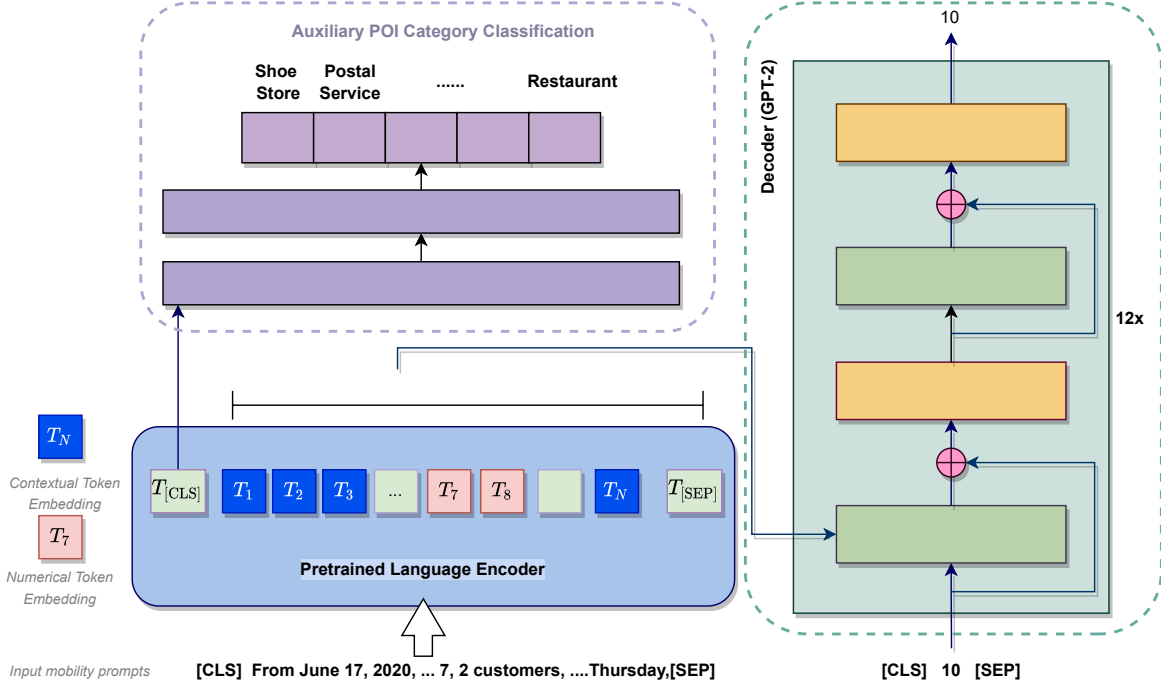 Auxiliary POI Category Classification
Shoe Store
Postal Service
......
Restaurant
10
Decoder (GPT-2)
12x
T_N
Contextual Token
Embedding
T_7
Numerical Token
Embedding
T_[CLS] T_1 T_2 T_3 ... T_7 T_8 T_N T_[SEP]
Pretrained Language Encoder
Input mobility prompts
[CLS] From June 17, 2020, ... 7, 2 customers, ....Thursday,[SEP]
[CLS] 10 [SEP]